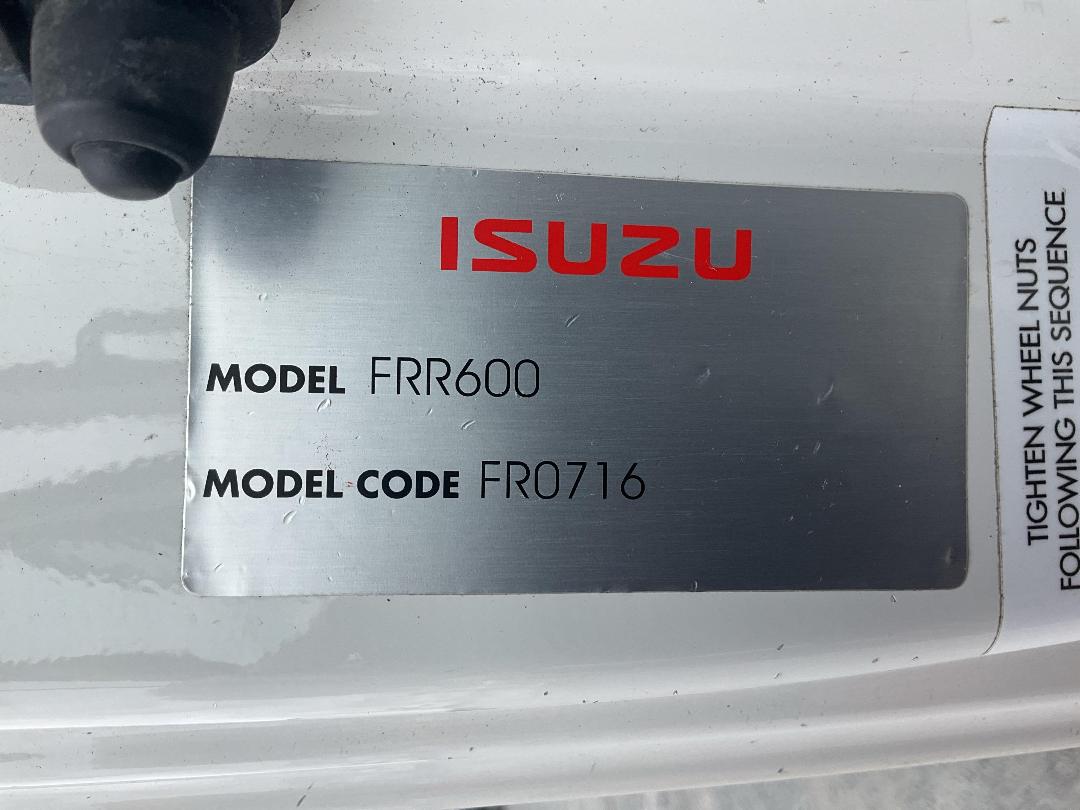 ISUZU
MODEL FRR600
MODEL CODE FR0716
TIGHTEN WHEEL NUTS
FOLLOWING THIS SEQUENCE